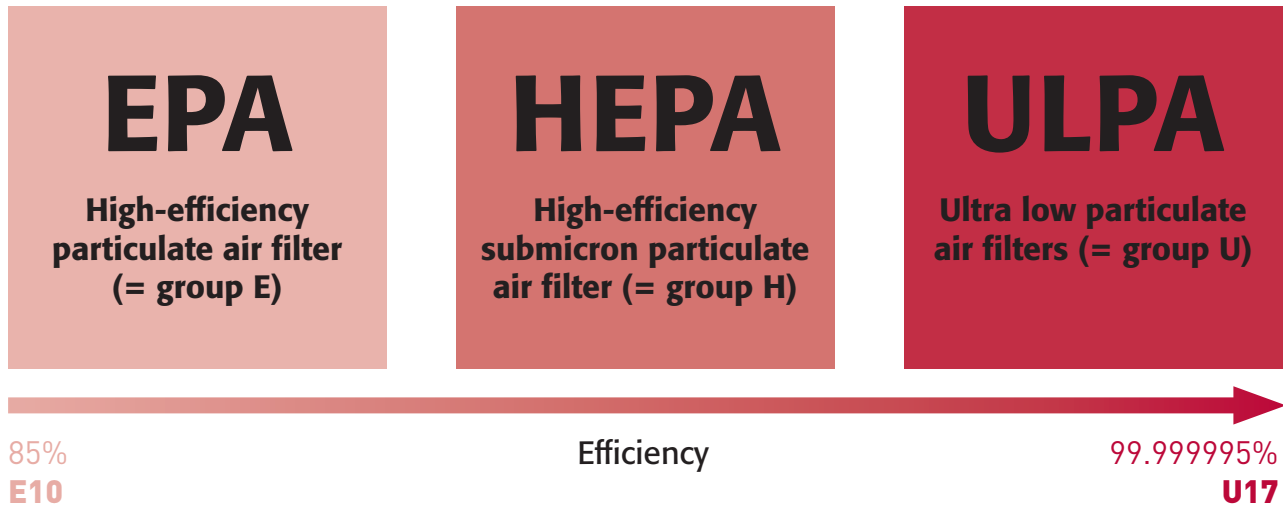 EPA
High-efficiency
particulate air filter
(= group E)
HEPA
High-efficiency
submicron particulate
air filter (= group H)
ULPA
Ultra low particulate
air filters (= group U)
85%
E10
Efficiency
99.999995%
U17